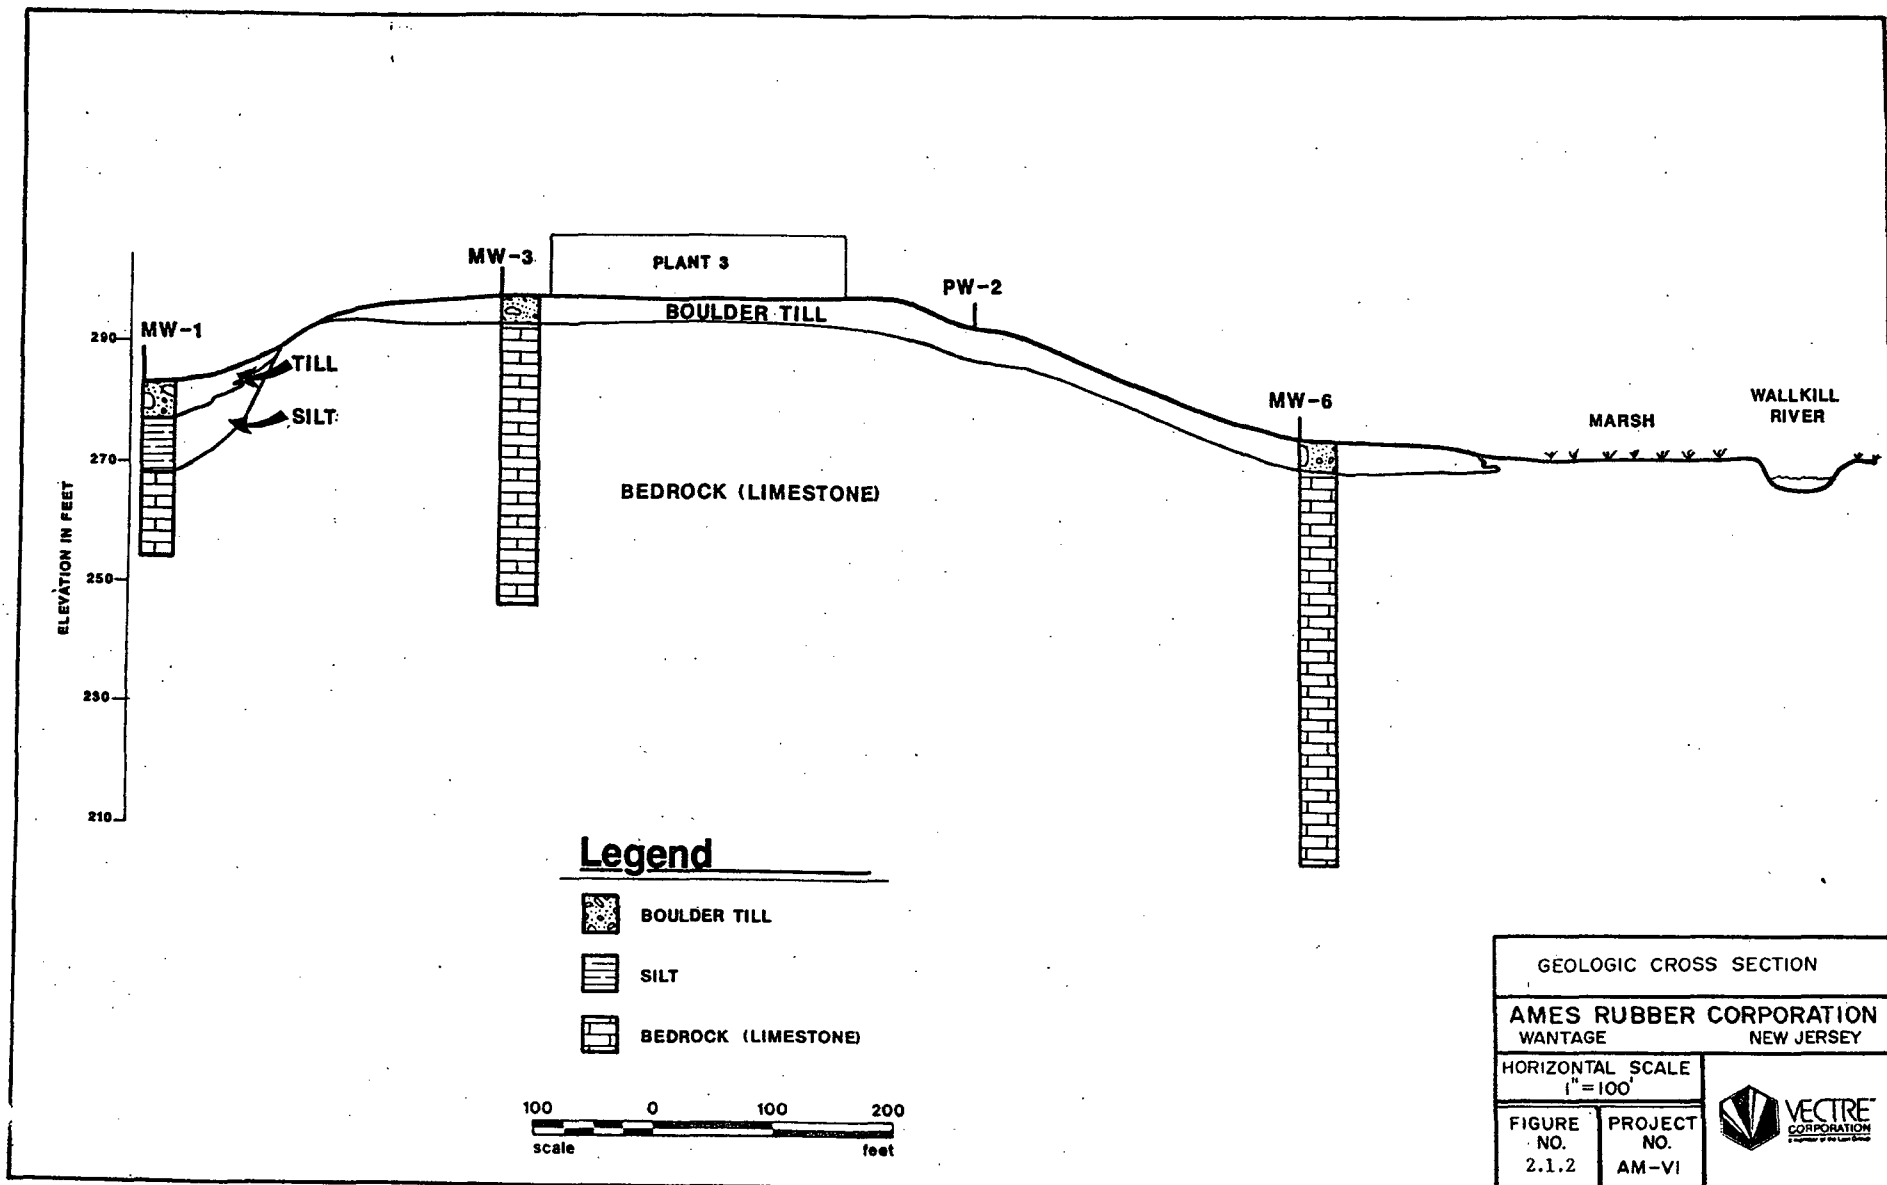 MW-3
PLANT 3
PW-2
BOULDER TILL
MW-1
290
TILL
SILT
MW-6
MARSH
WALLKILL
RIVER
270
BEDROCK (LIMESTONE)
ELEVATION IN FEET
250
230
210
Legend
BOULDER TILL
SILT
BEDROCK (LIMESTONE)
100 0 100 200
scale feet
GEOLOGIC CROSS SECTION
AMES RUBBER CORPORATION
WANTAGE NEW JERSEY
HORIZONTAL SCALE
1"=100'
FIGURE
NO.
2.1.2
PROJECT
NO.
AM-VI
VECTRE
CORPORATION